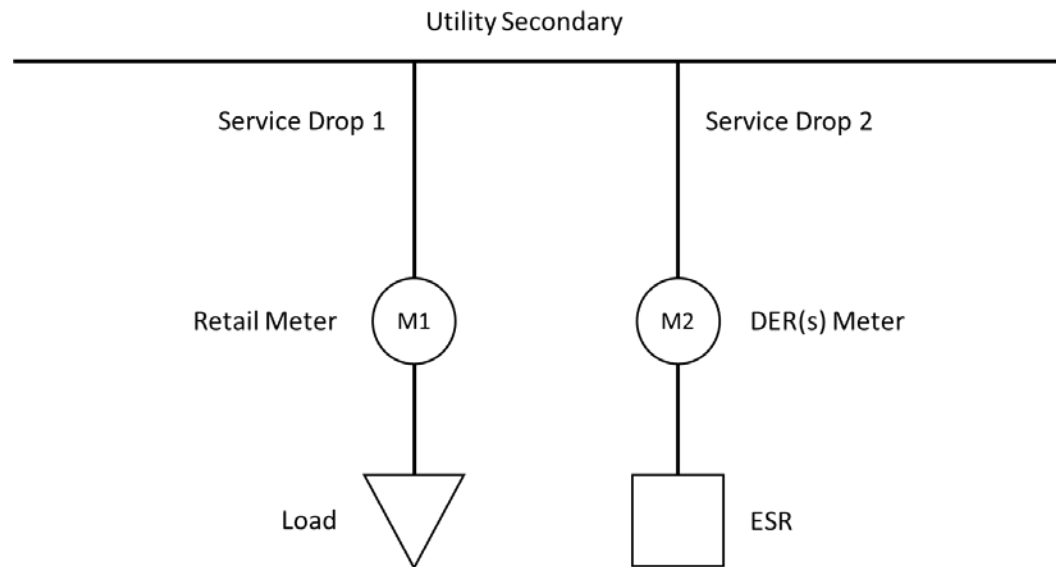 Utility Secondary
Service Drop 1
Service Drop 2
Retail Meter
M1
M2
DER(s) Meter
Load
ESR